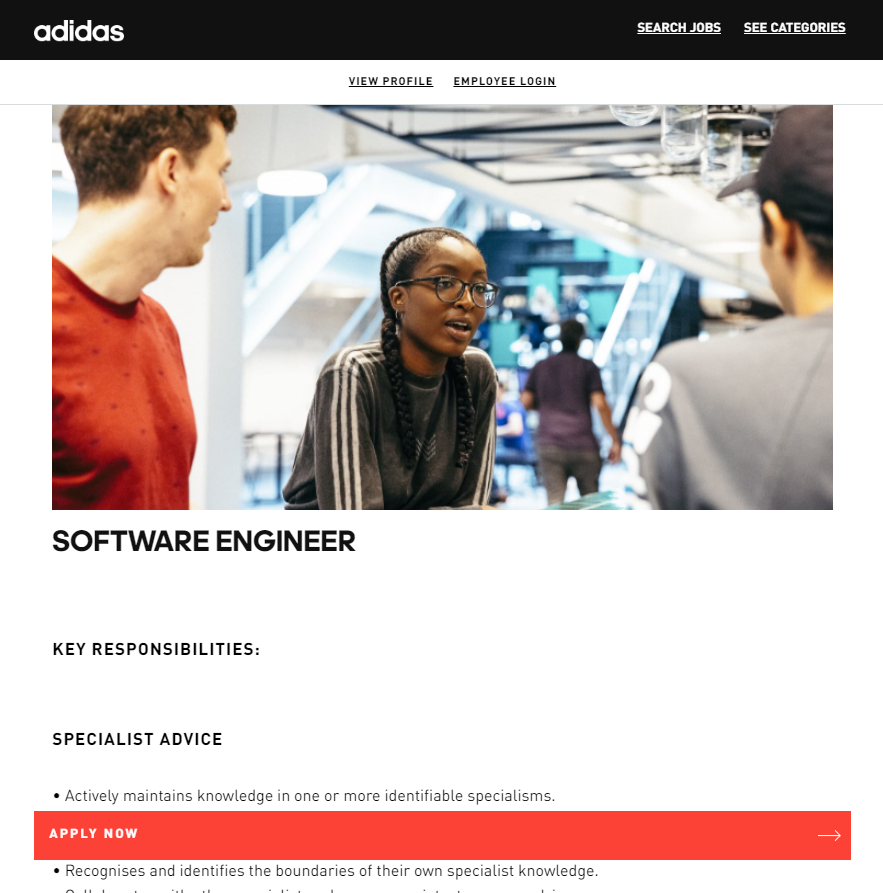 adidas
SEARCH JOBS SEE CATEGORIES
VIEW PROFILE EMPLOYEE LOGIN
SOFTWARE ENGINEER
KEY RESPONSIBILITIES:
SPECIALIST ADVICE
• Actively maintains knowledge in one or more identifiable specialisms.
APPLY NOW
• Recognises and identifies the boundaries of their own specialist knowledge.